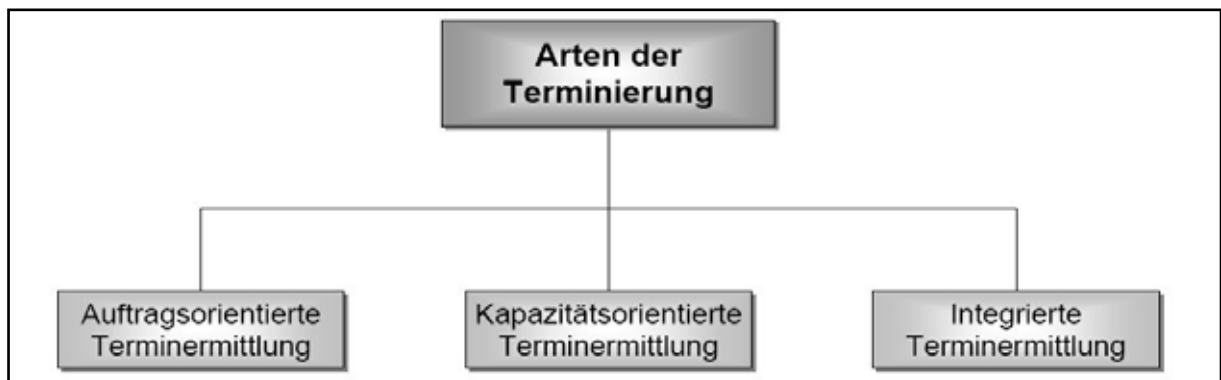 Arten der
Terminierung
Auftragsorientierte
Terminermittlung
Kapazitätsorientierte
Terminermittlung
Integrierte
Terminermittlung